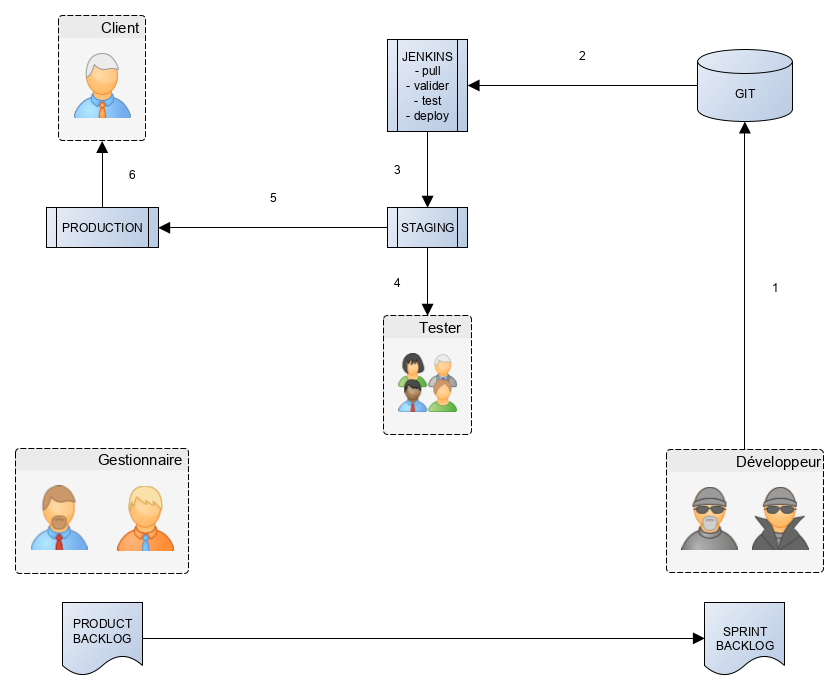 Client
JENKINS
- pull
- valider
- test
- deploy
2
GIT
3
6
5
PRODUCTION
STAGING
4
1
Tester
Gestionnaire
Développeur
PRODUCT
BACKLOG
SPRINT
BACKLOG